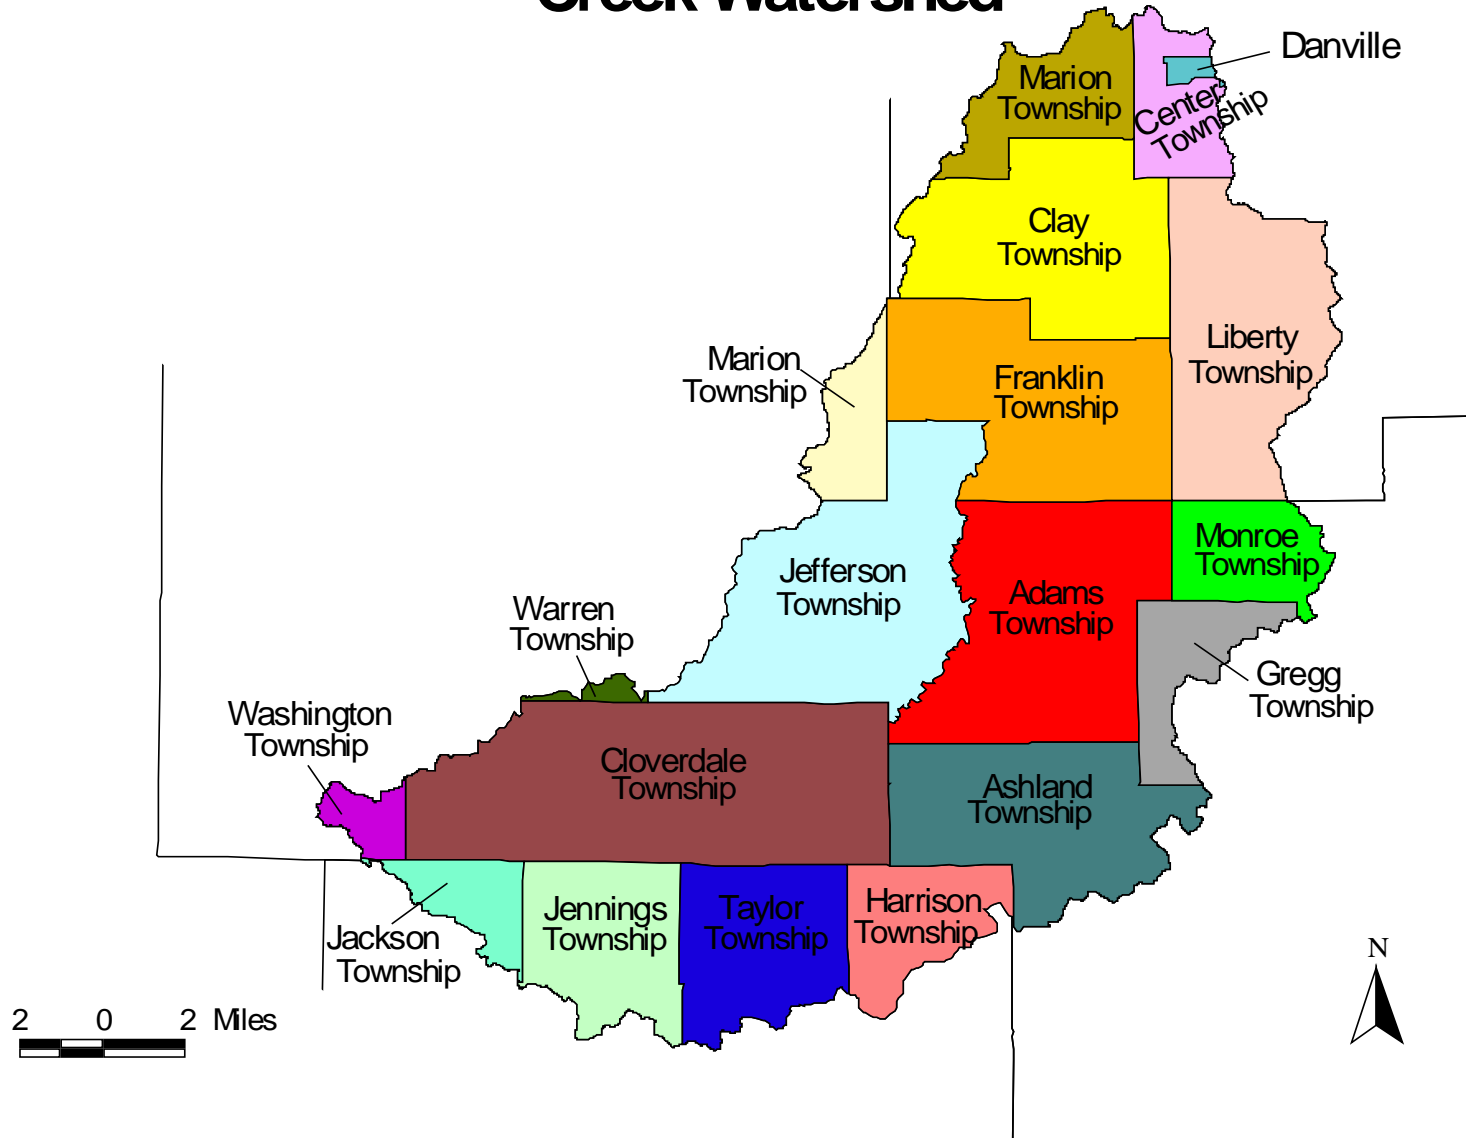 Creek Watershed
Danville
Marion
Township
Center
Township
Clay
Township
Liberty
Township
Marion
Township
Franklin
Township
Monroe
Township
Jefferson
Township
Adams
Township
Warren
Township
Gregg
Township
Washington
Township
Cloverdale
Township
Ashland
Township
Jackson
Township
Jennings
Township
Taylor
Township
Harrison
Township
N
2 0 2 Miles